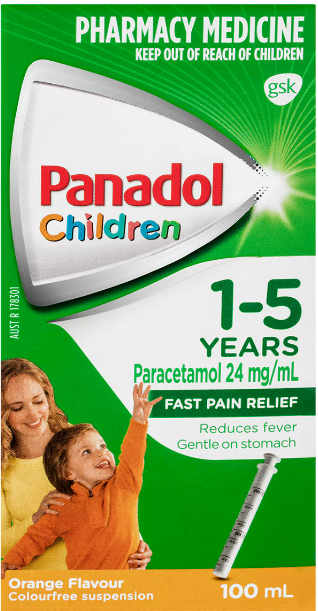 PHARMACY MEDICINE
KEEP OUT OF REACH OF CHILDREN
gsk
Panadol
Children
AUST R 178301
1-5
YEARS
Paracetamol 24 mg/mL
FAST PAIN RELIEF
Reduces fever
Gentle on stomach
Orange Flavour
Colourfree suspension
100 mL